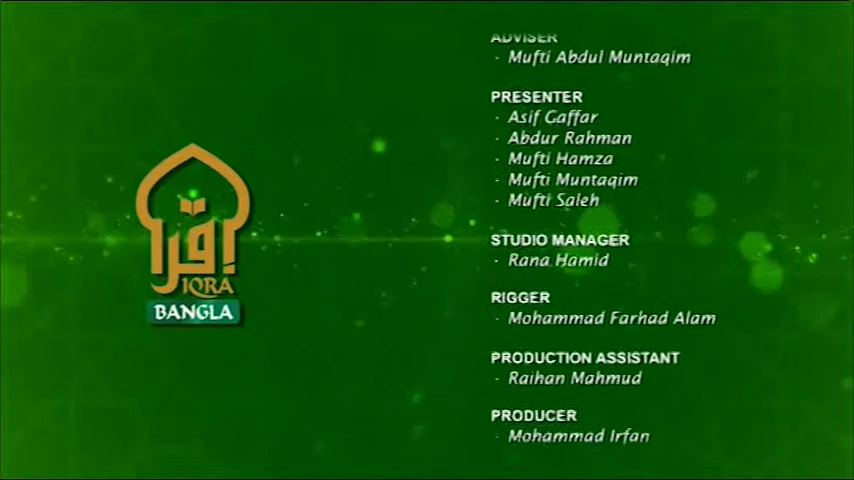 اقرأ
IQRA
BANGLA
ADVISER
· Mufti Abdul Muntaqim
PRESENTER
· Asif Gaffar
· Abdur Rahman
· Mufti Hamza
· Mufti Muntaqim
· Mufti Saleh
STUDIO MANAGER
· Rana Hamid
RIGGER
· Mohammad Farhad Alam
PRODUCTION ASSISTANT
· Raihan Mahmud
PRODUCER
· Mohammad Irfan